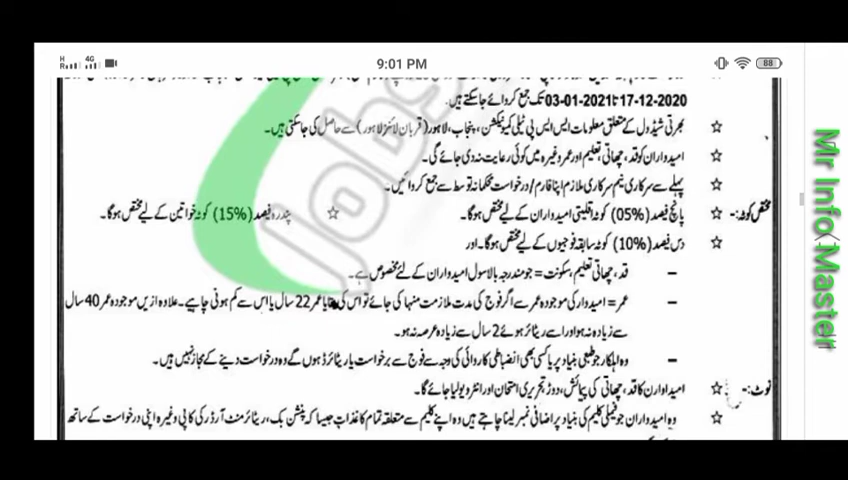 9:01 PM
88
17-12-2020 تا 03-01-2021 تک جمع کروائے جاسکتے ہیں۔
☆ بھرتی شیڈول کے متعلق معلومات ایس ایس پی ٹیلی کمیونیکشن، پنجاب، لاہور (قربان لائنز لاہور) سے حاصل کی جاسکتی ہیں۔
☆ امیدواران کو قد، چھاتی، تعلیم اور عمر وغیرہ میں کوئی رعایت نہ دی جائے گی۔
☆ پہلے سے سرکاری نیم سرکاری ملازم اپنا فارم/درخواست محکمانہ توسط سے جمع کروائیں۔
مختص کوٹہ:- ☆ پانچ فیصد (05%) کوٹہ اقلیتی امیدواران کے لیے مختص ہوگا۔ ☆ پندرہ فیصد (15%) کوٹہ خواتین کے لیے مختص ہوگا۔
☆ دس فیصد (10%) کوٹہ سابقہ فوجیوں کے لیے مختص ہوگا۔ اور
– قد، چھاتی، تعلیم، سکونت = جو مندرجہ بالا سول امیدواران کے لئے مخصوص ہے۔
– عمر = امیدوار کی موجودہ عمر سے اگر فوج کی مدت ملازمت منہا کی جائے تو اس کی بقایا عمر 22 سال یا اس سے کم ہونی چاہیے۔ علاوہ ازیں موجودہ عمر 40 سال
سے زیادہ نہ ہو اور اسے ریٹائر ہوئے 2 سال سے زیادہ عرصہ نہ ہو۔
– وہ اہلکار جو طبعی بنیاد پر یا کسی بھی انضباطی کاروائی کی وجہ سے فوج سے برخواست یا ریٹائرڈ ہوں گے وہ درخواست دینے کے مجاز نہیں ہیں۔
نوٹ:- ☆ امیداوارن کا قد، چھاتی کی پیمائش، دوڑ تحریری امتحان اور انٹرویو لیا جائے گا۔
☆ وہ امیدواران جو فیملی کلیم کی بنیاد پر اضافی نمبر لینا چاہتے ہیں وہ اپنے کلیم سے متعلقہ تمام کاغذات جیسا کہ پنشن بک، ریٹائرمنٹ آرڈر کی کاپی وغیرہ اپنی درخواست کے ساتھ
Jobs
Mr Info Master